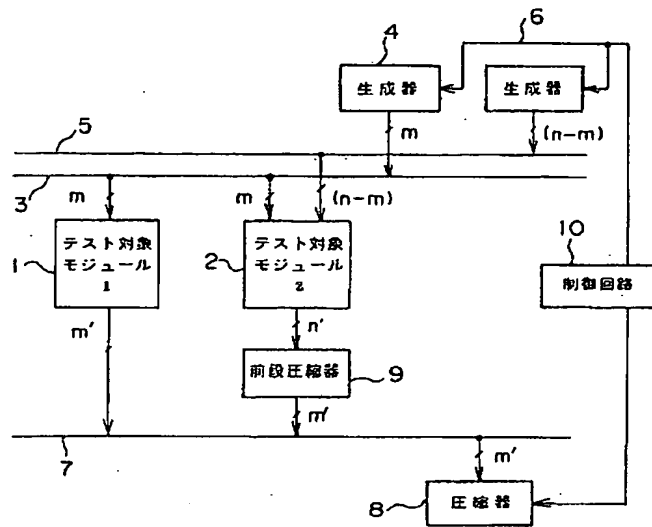 4
6
生成器
生成器
m
(n-m)
5
3
m
m
(n-m)
テスト対象
モジュール
1
1
テスト対象
モジュール
2
2
10
制御回路
m'
n'
前段圧縮器
9
m'
7
m'
8
圧縮器